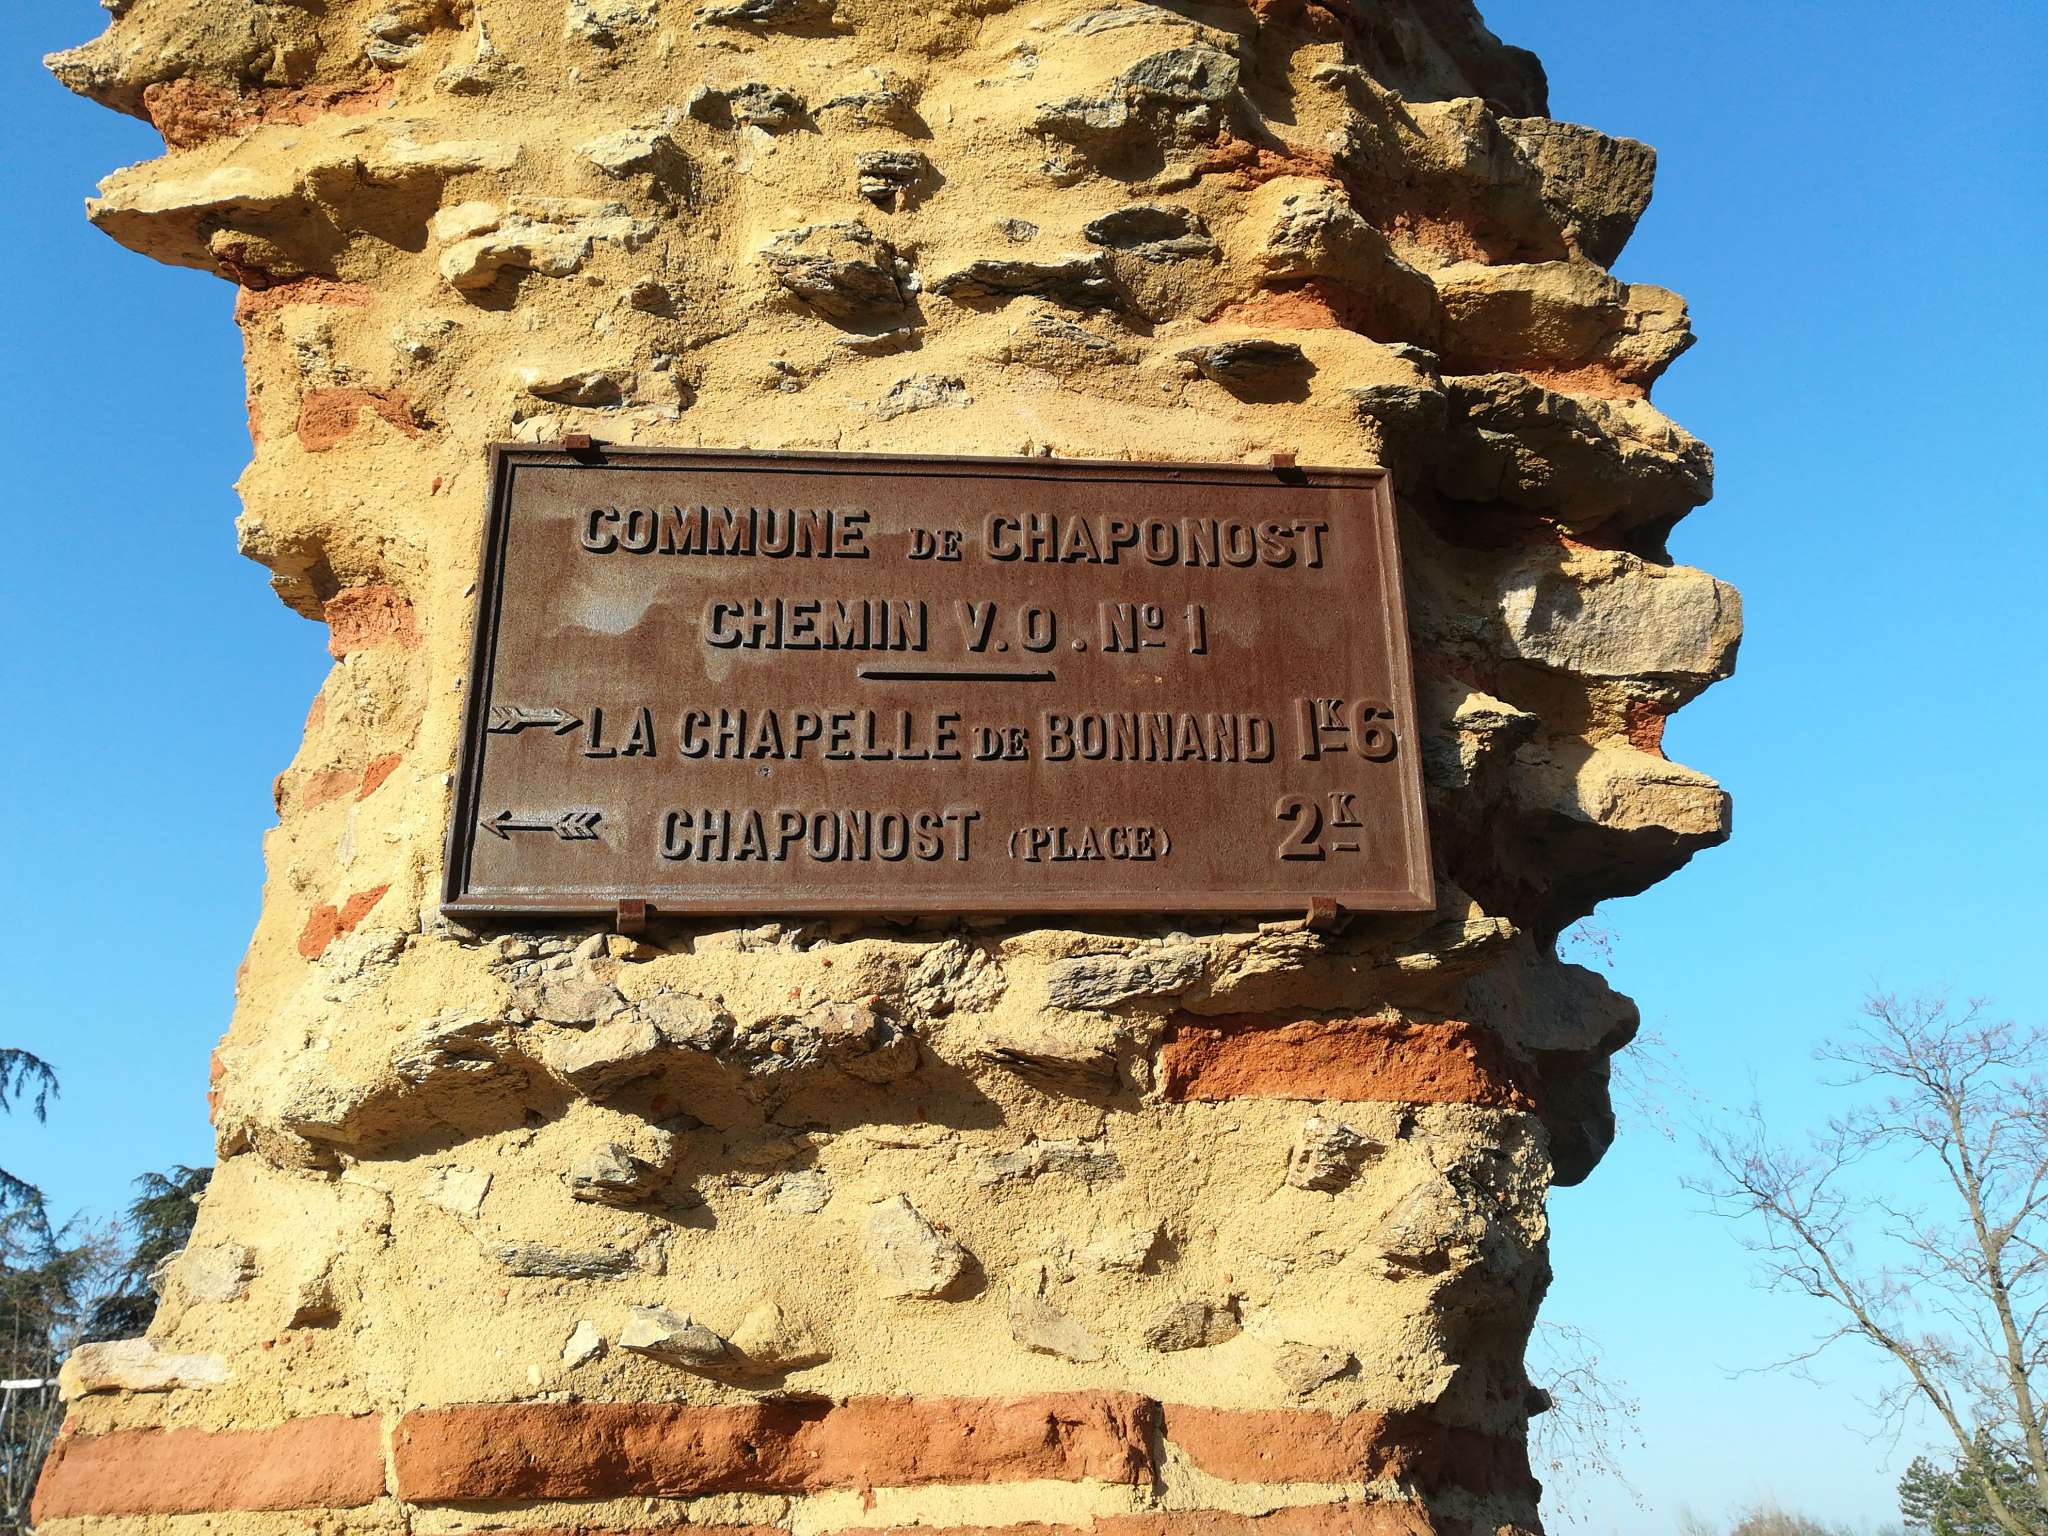 COMMUNE DE CHAPONOST
CHEMIN V.O. Nº 1
LA CHAPELLE DE BONNAND 1K6
CHAPONOST (PLACE) 2K